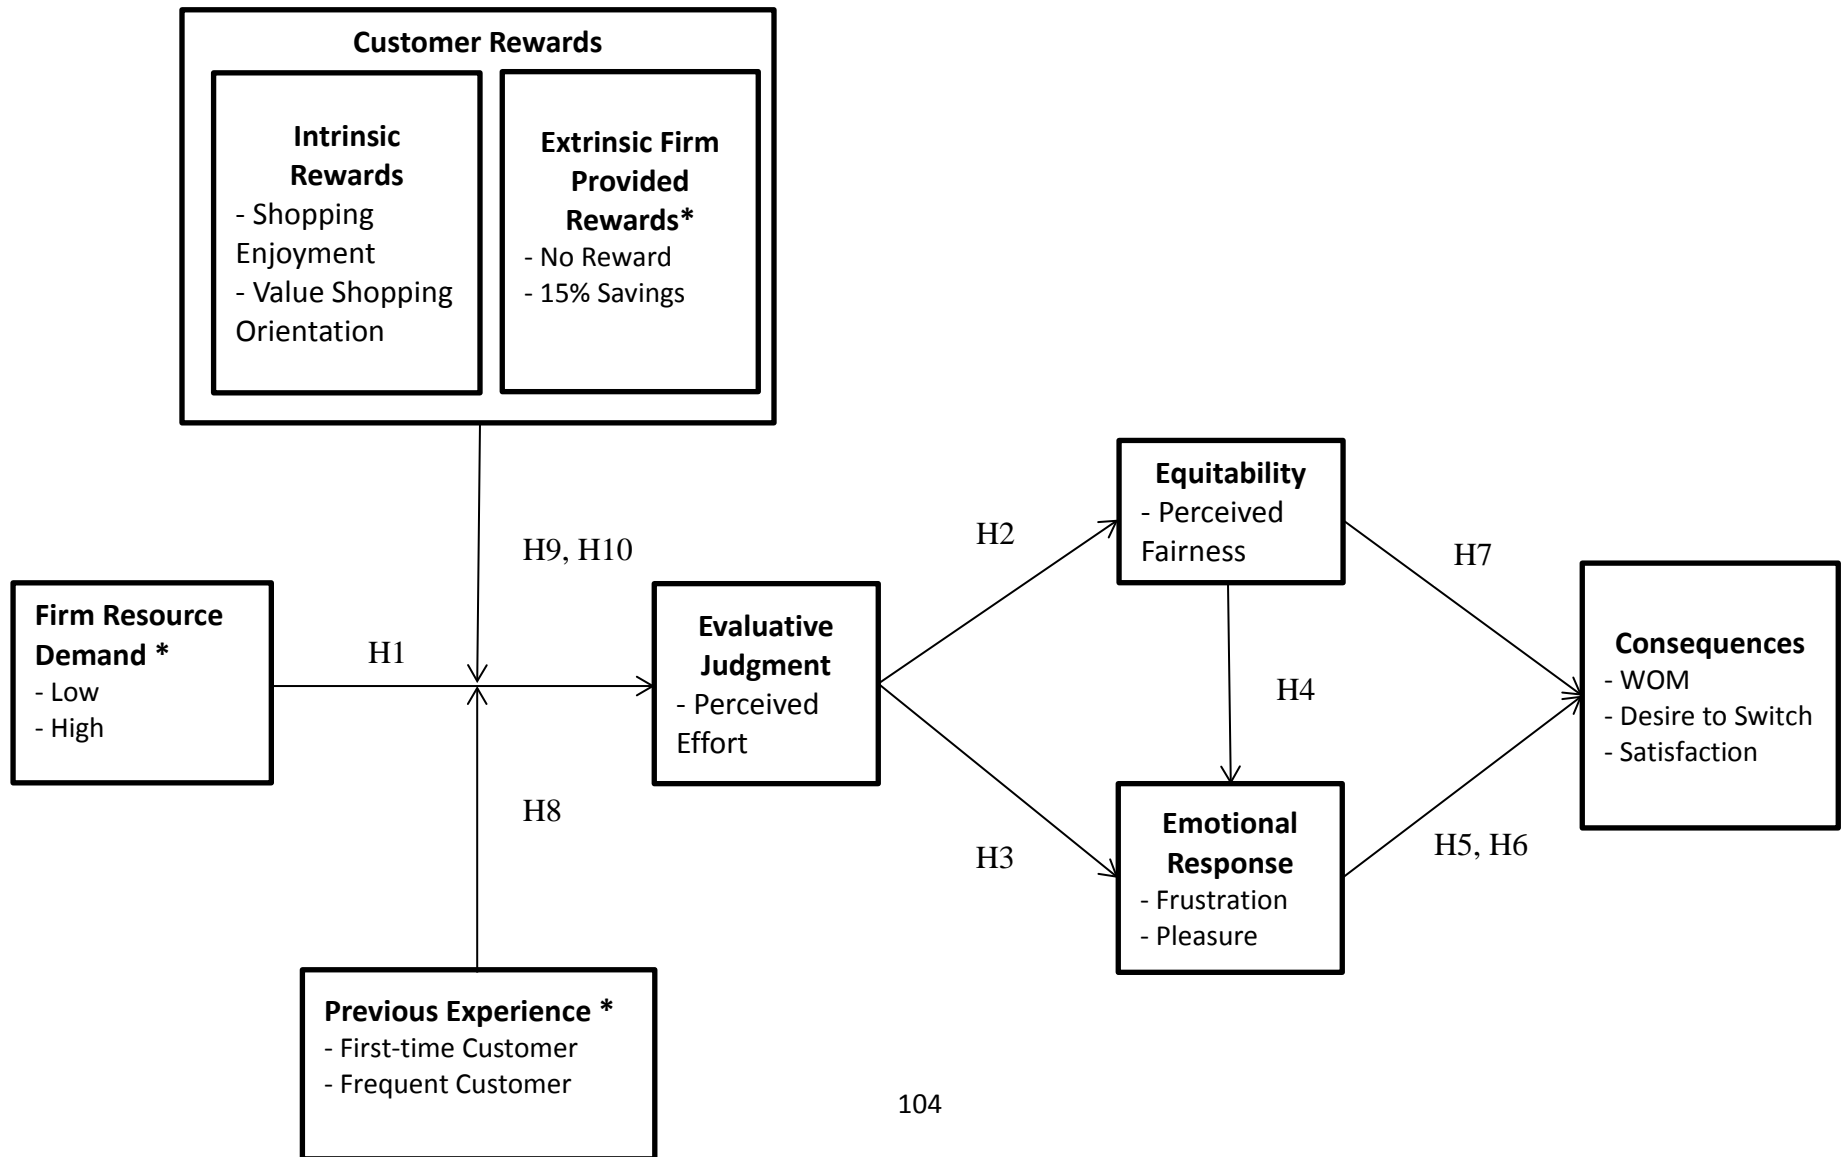 Customer Rewards
Intrinsic
Rewards
- Shopping
Enjoyment
- Value Shopping
Orientation
Extrinsic Firm
Provided
Rewards*
- No Reward
- 15% Savings
H9, H10
Firm Resource
Demand *
- Low
- High
H1
Evaluative
Judgment
- Perceived
Effort
H8
Previous Experience *
- First-time Customer
- Frequent Customer
H2
H3
Equitability
- Perceived
Fairness
H4
Emotional
Response
- Frustration
- Pleasure
H7
H5, H6
Consequences
- WOM
- Desire to Switch
- Satisfaction
104